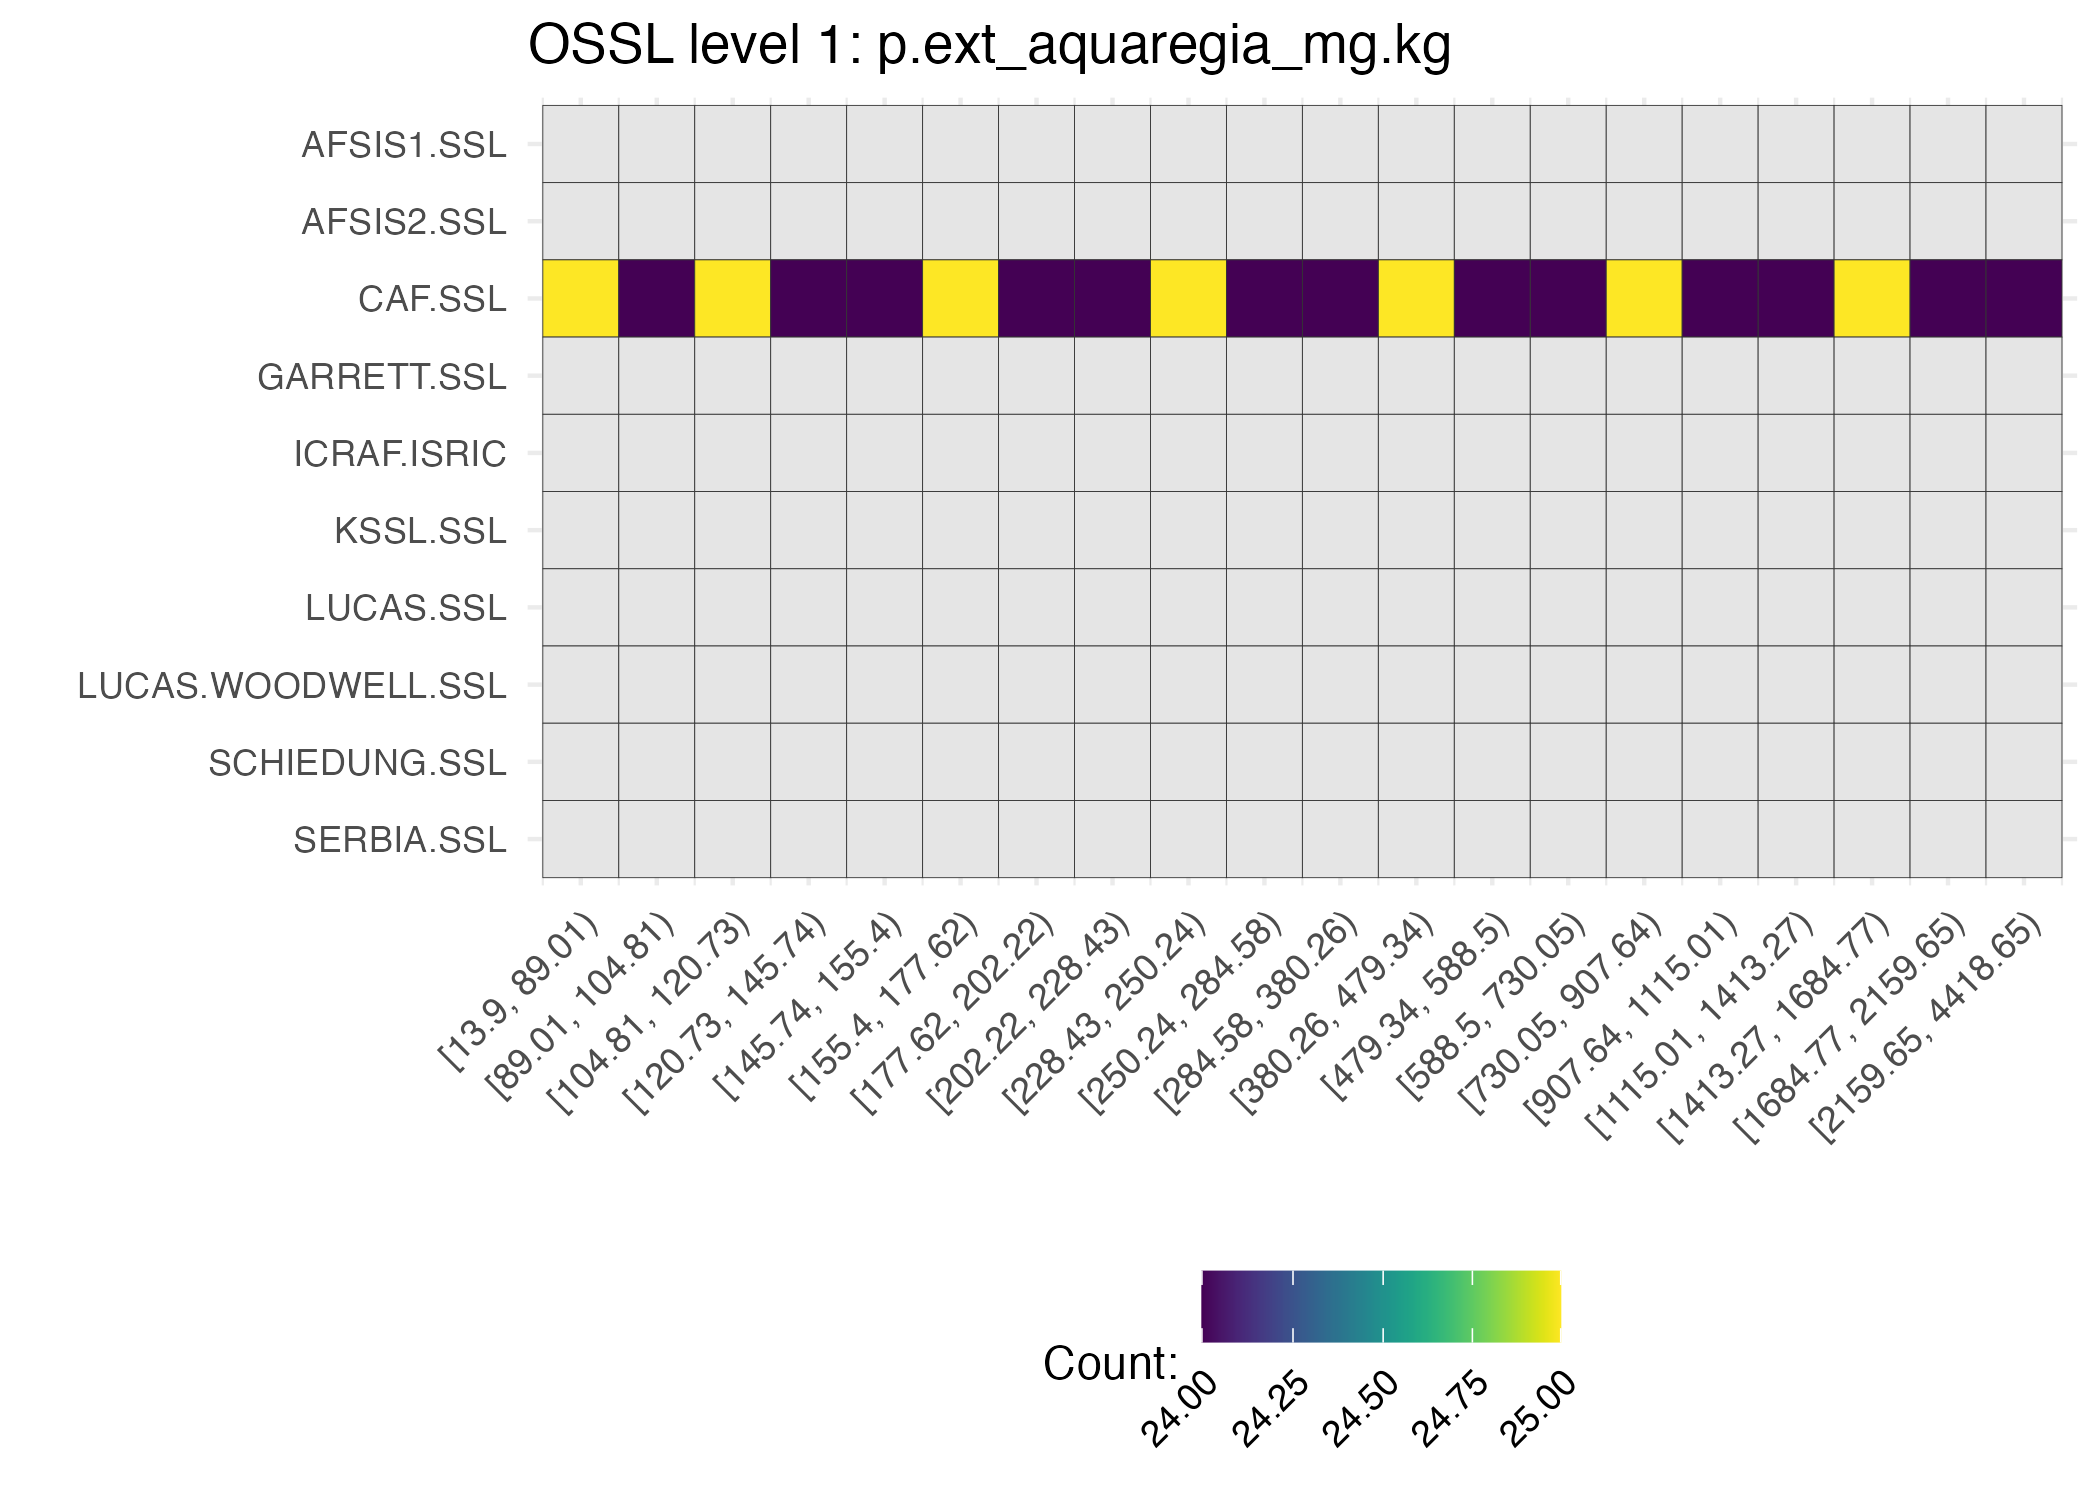 OSSL level 1: p.ext_aquaregia_mg.kg
AFSIS1.SSL
AFSIS2.SSL
CAF.SSL
GARRETT.SSL
ICRAF.ISRIC
KSSL.SSL
LUCAS.SSL
LUCAS.WOODWELL.SSL
SCHIEDUNG.SSL
SERBIA.SSL
[13.9, 89.01)
[89.01, 104.81)
[104.81, 120.73)
[120.73, 145.74)
[145.74, 155.4)
[155.4, 177.62)
[177.62, 202.22)
[202.22, 228.43)
[228.43, 250.24)
[250.24, 284.58)
[284.58, 380.26)
[380.26, 479.34)
[479.34, 588.5)
[588.5, 730.05)
[730.05, 907.64)
[907.64, 1115.01)
[1115.01, 1413.27)
[1413.27, 1684.77)
[1684.77, 2159.65)
[2159.65, 4418.65)
Count:
24.00
24.25
24.50
24.75
25.00